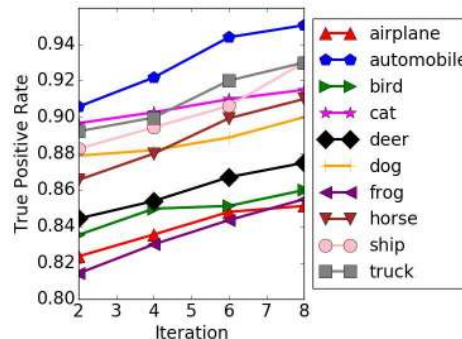 True Positive Rate
0.94
0.92
0.90
0.88
0.86
0.84
0.82
0.80
2 3 4 5 6 7 8
Iteration
airplane
automobile
bird
cat
deer
dog
frog
horse
ship
truck